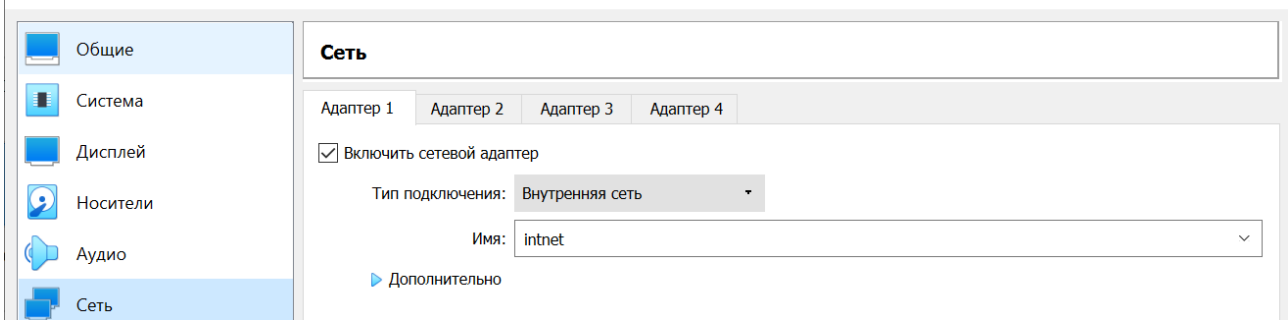 Общие
Система
Дисплей
Носители
Аудио
Сеть
Сеть
Адаптер 1 Адаптер 2 Адаптер 3 Адаптер 4
Включить сетевой адаптер
Тип подключения: Внутренняя сеть
Имя: intnet
Дополнительно